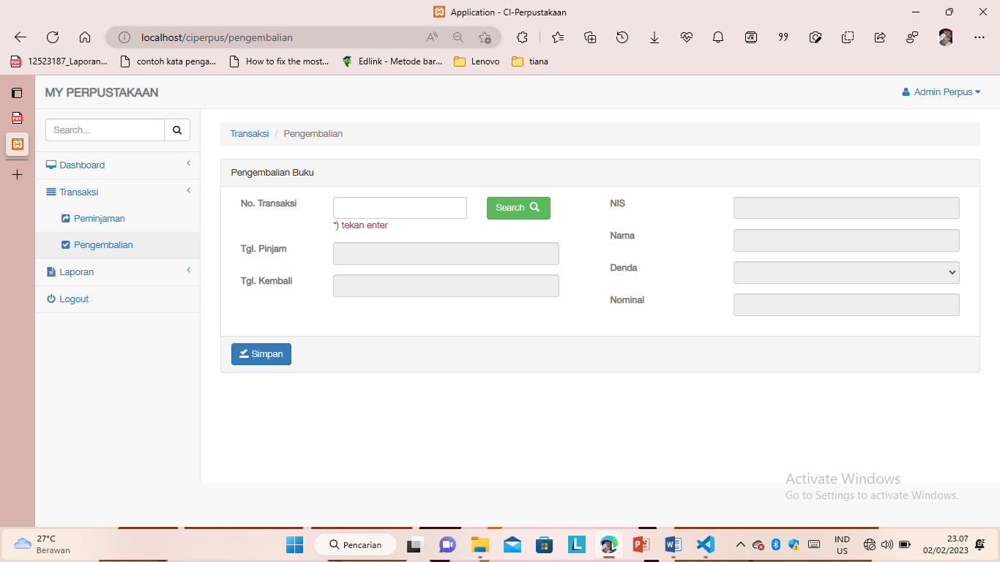 Application - CI-Perpustakaan
localhost/ciperpus/pengembalian
12523187_Laporan...
contoh kata penga...
How to fix the most...
Edlink - Metode bar...
Lenovo
tiana
MY PERPUSTAKAAN
Admin Perpus
Search...
Dashboard
Transaksi
Peminjaman
Pengembalian
Laporan
Logout
Transaksi / Pengembalian
Pengembalian Buku
No. Transaksi
Search
*) tekan enter
Tgl. Pinjam
Tgl. Kembali
NIS
Nama
Denda
Nominal
Simpan
Activate Windows
Go to Settings to activate Windows.
27°C
Berawan
Pencarian
IND
US
23.07
02/02/2023